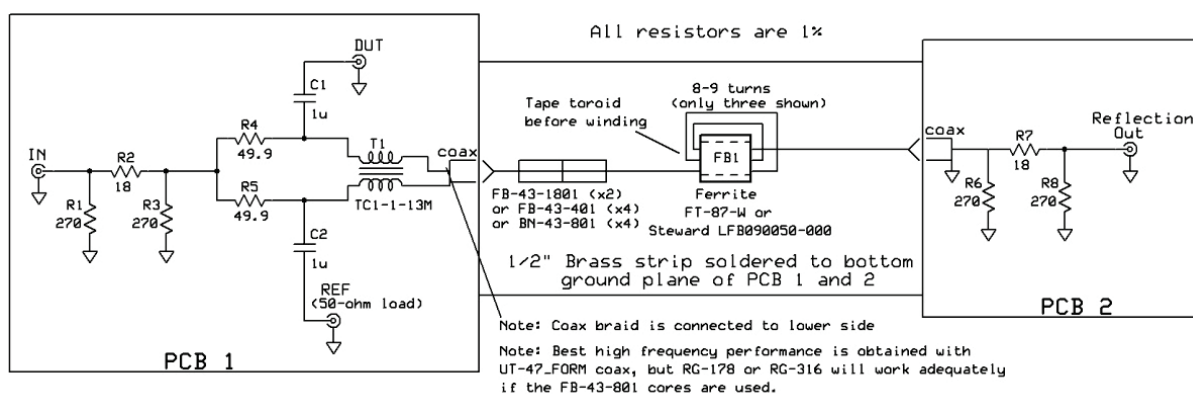 All resistors are 1%
DUT
C1
1u
R4
49.9
T1
coax
IN
R2
18
R5
49.9
TC1-1-13M
R1
270
R3
270
C2
1u
REF
(50-ohm load)
PCB 1
8-9 turns
(only three shown)
Tape toroid
before winding
FB1
FB-43-1801 (x2)
or FB-43-401 (x4)
or BN-43-801 (x4)
Ferrite
FT-87-W or
Steward LFB090050-000
1/2" Brass strip soldered to bottom
ground plane of PCB 1 and 2
Note: Coax braid is connected to lower side
Note: Best high frequency performance is obtained with
UT-47_FORM coax, but RG-178 or RG-316 will work adequately
if the FB-43-801 cores are used.
coax
R7
18
Reflection
Out
R6
270
R8
270
PCB 2